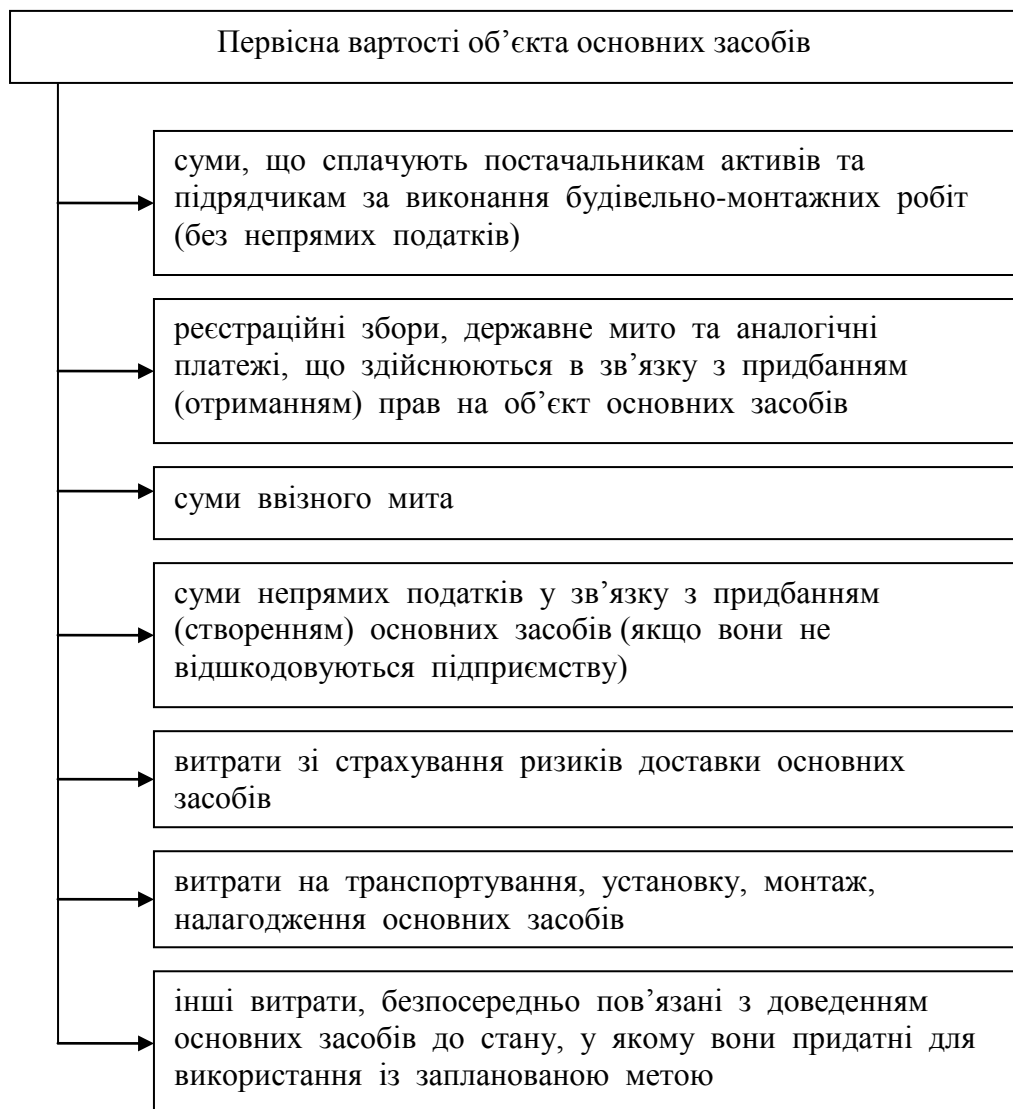 Первісна вартості об’єкта основних засобів
суми, що сплачують постачальникам активів та
підрядчикам за виконання будівельно-монтажних робіт
(без непрямих податків)
реєстраційні збори, державне мито та аналогічні
платежі, що здійснюються в зв’язку з придбанням
(отриманням) прав на об’єкт основних засобів
суми ввізного мита
суми непрямих податків у зв’язку з придбанням
(створенням) основних засобів (якщо вони не
відшкодовуються підприємству)
витрати зі страхування ризиків доставки основних
засобів
витрати на транспортування, установку, монтаж,
налагодження основних засобів
інші витрати, безпосередньо пов’язані з доведенням
основних засобів до стану, у якому вони придатні для
використання із запланованою метою